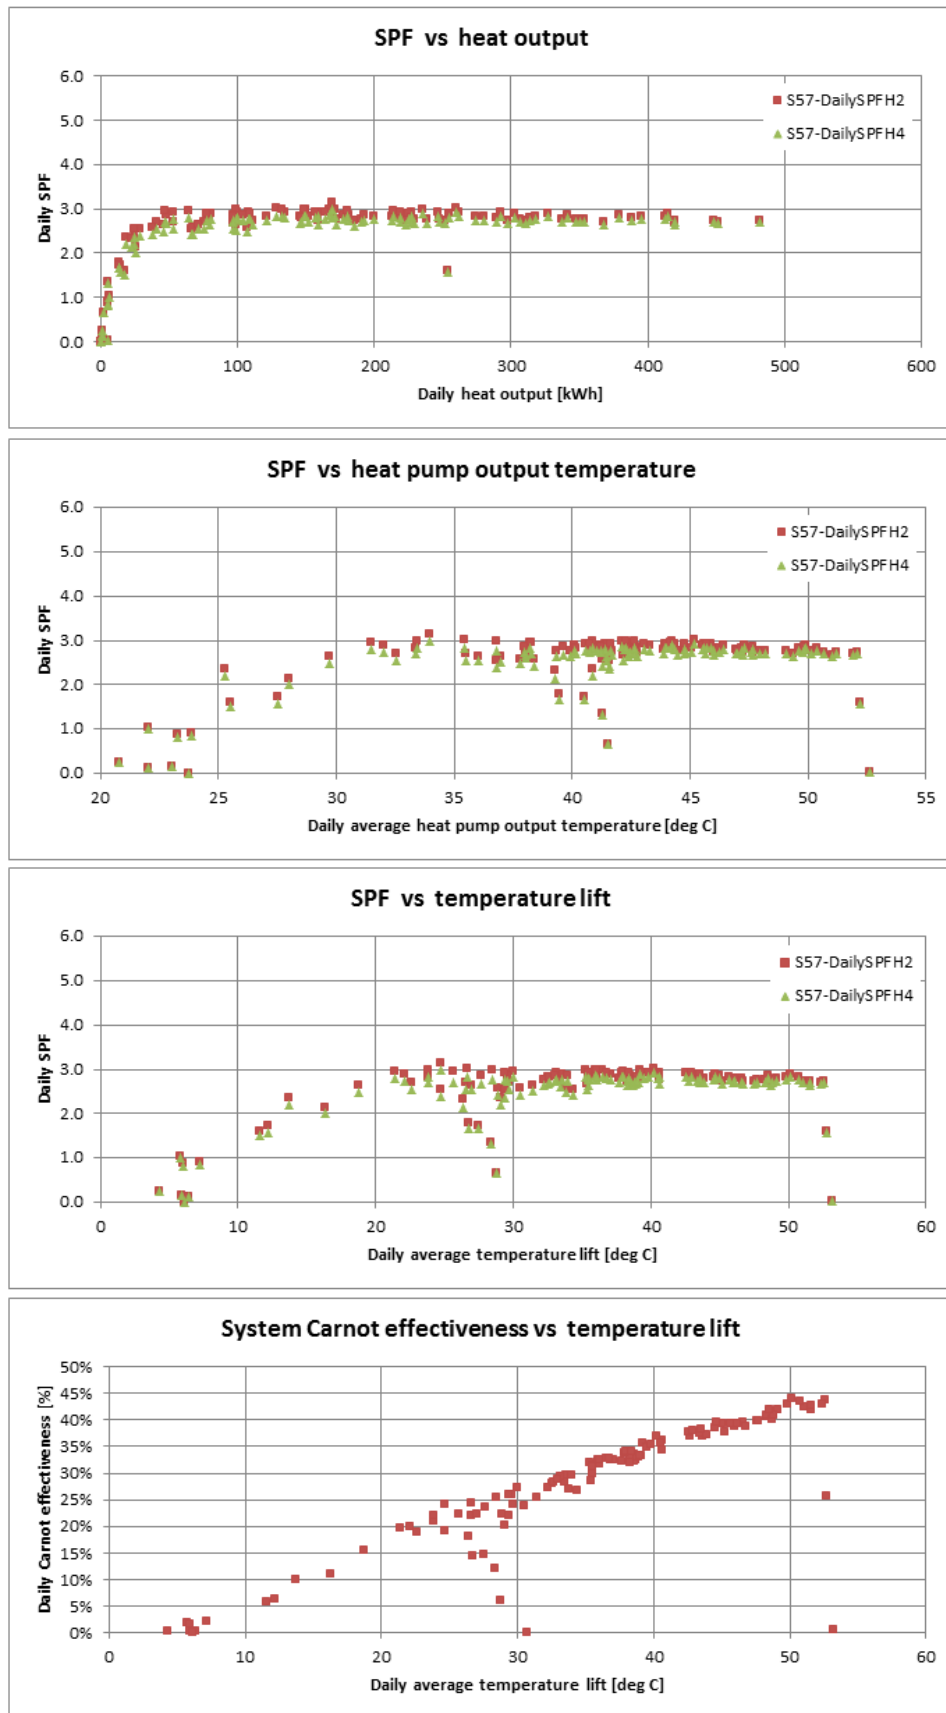 SPF vs heat output
6.0
5.0
4.0
3.0
2.0
1.0
0.0
Daily SPF
S57-DailySPFH2
S57-DailySPFH4
0 100 200 300 400 500 600
Daily heat output [kWh]
SPF vs heat pump output temperature
6.0
5.0
4.0
3.0
2.0
1.0
0.0
Daily SPF
S57-DailySPFH2
S57-DailySPFH4
20 25 30 35 40 45 50 55
Daily average heat pump output temperature [deg C]
SPF vs temperature lift
6.0
5.0
4.0
3.0
2.0
1.0
0.0
Daily SPF
S57-DailySPFH2
S57-DailySPFH4
0 10 20 30 40 50 60
Daily average temperature lift [deg C]
System Carnot effectiveness vs temperature lift
50%
45%
40%
35%
30%
25%
20%
15%
10%
5%
0%
Daily Carnot effectiveness [%]
0 10 20 30 40 50 60
Daily average temperature lift [deg C]